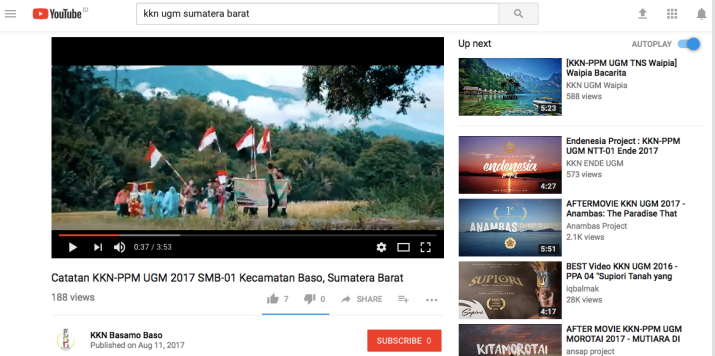 YouTube ID
kkn ugm sumatera barat
0:37 / 3:53
Catatan KKN-PPM UGM 2017 SMB-01 Kecamatan Baso, Sumatera Barat
188 views
7
0
SHARE
KKN Basamo Baso
Published on Aug 11, 2017
SUBSCRIBE 0
Up next
AUTOPLAY
[KKN-PPM UGM TNS Waipia]
Waipia Bacarita
KKN UGM Waipia
588 views
5:23
Endenesia Project : KKN-PPM
UGM NTT-01 Ende 2017
KKN ENDE UGM
573 views
endenesia
4:27
AFTERMOVIE KKN UGM 2017 -
Anambas: The Paradise That
Anambas Project
2.1K views
ANAMBAS
5:51
BEST Video KKN UGM 2016 -
PPA 04 "Supiori Tanah yang
iqbalmak
28K views
SUPIORI
Supiori
4:17
AFTER MOVIE KKN-PPM UGM
MOROTAI 2017 - MUTIARA DI
ansap project
KITAMOROTAI